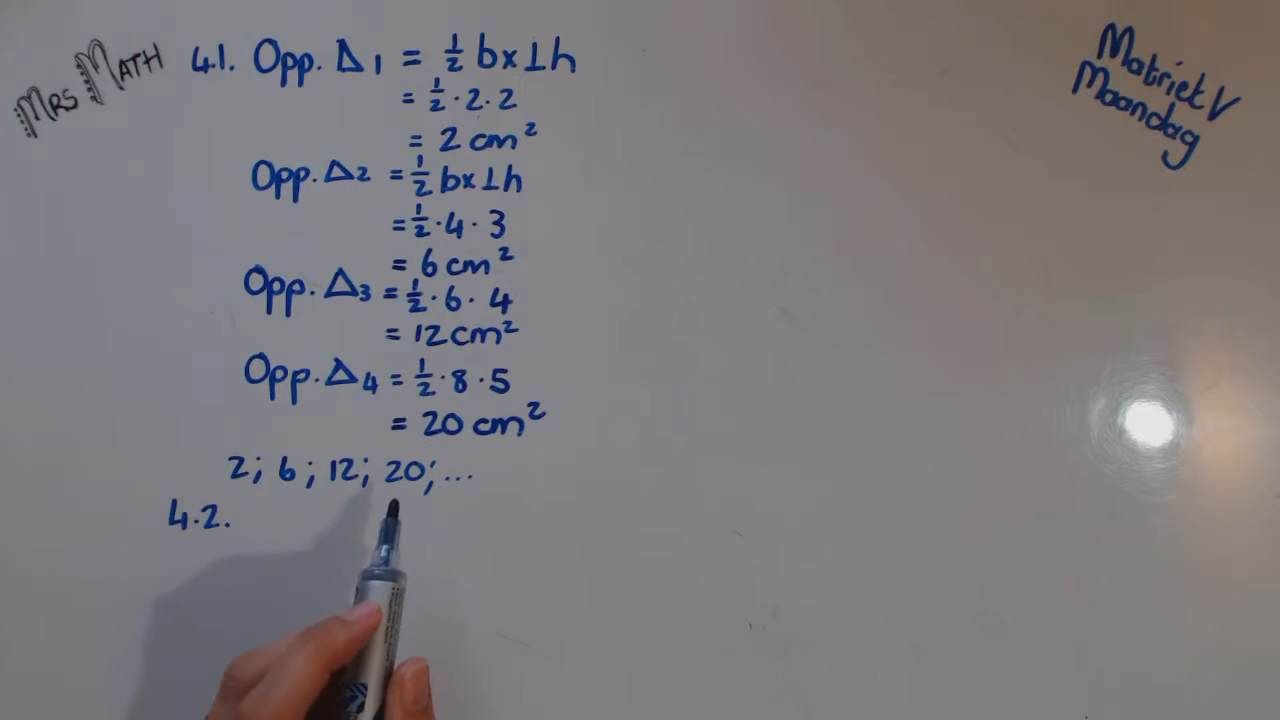 MRS MATH
4.1. Opp. Δ1 = ½ b x ⊥h
= ½ · 2 · 2
= 2 cm²
Opp. Δ2 = ½ b x ⊥h
= ½ · 4 · 3
= 6 cm²
Opp. Δ3 = ½ · 6 · 4
= 12 cm²
Opp. Δ4 = ½ · 8 · 5
= 20 cm²
2; 6; 12; 20; ...
4.2.
Matriek V
Maandag